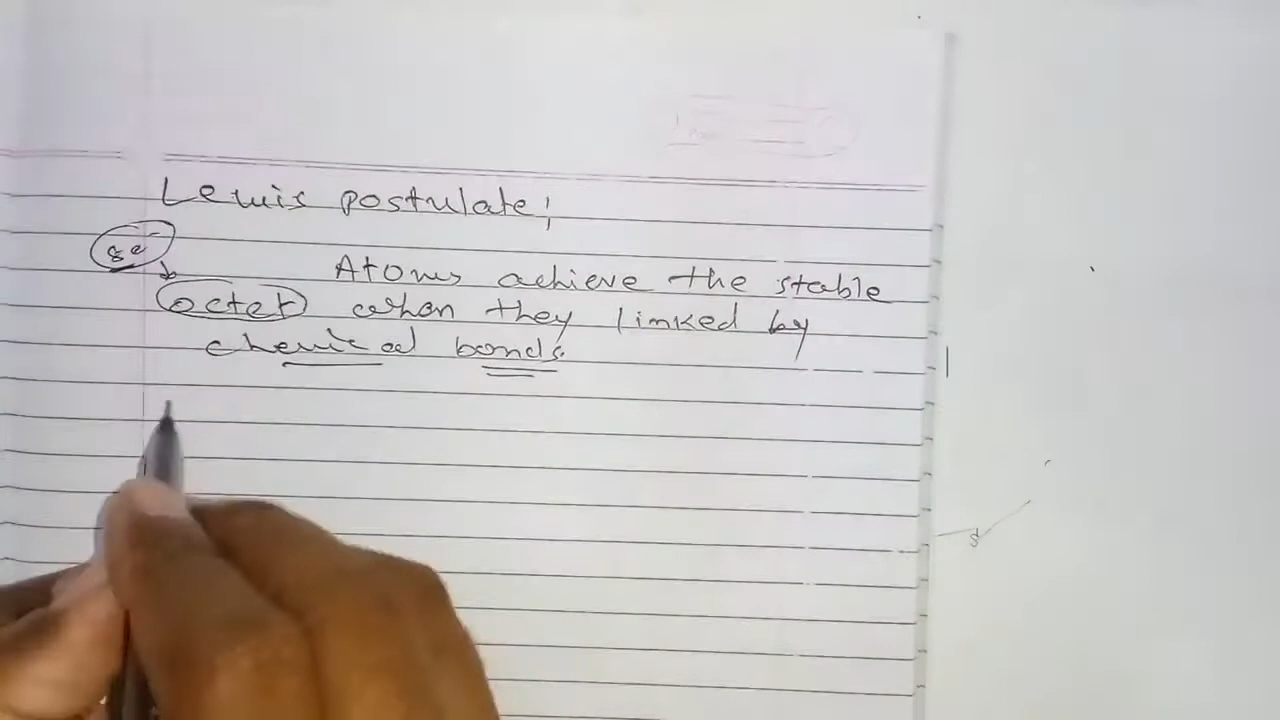 Lewis postulate;
8e⁻
Atoms achieve the stable
octet when they linked by
chemical bonds.